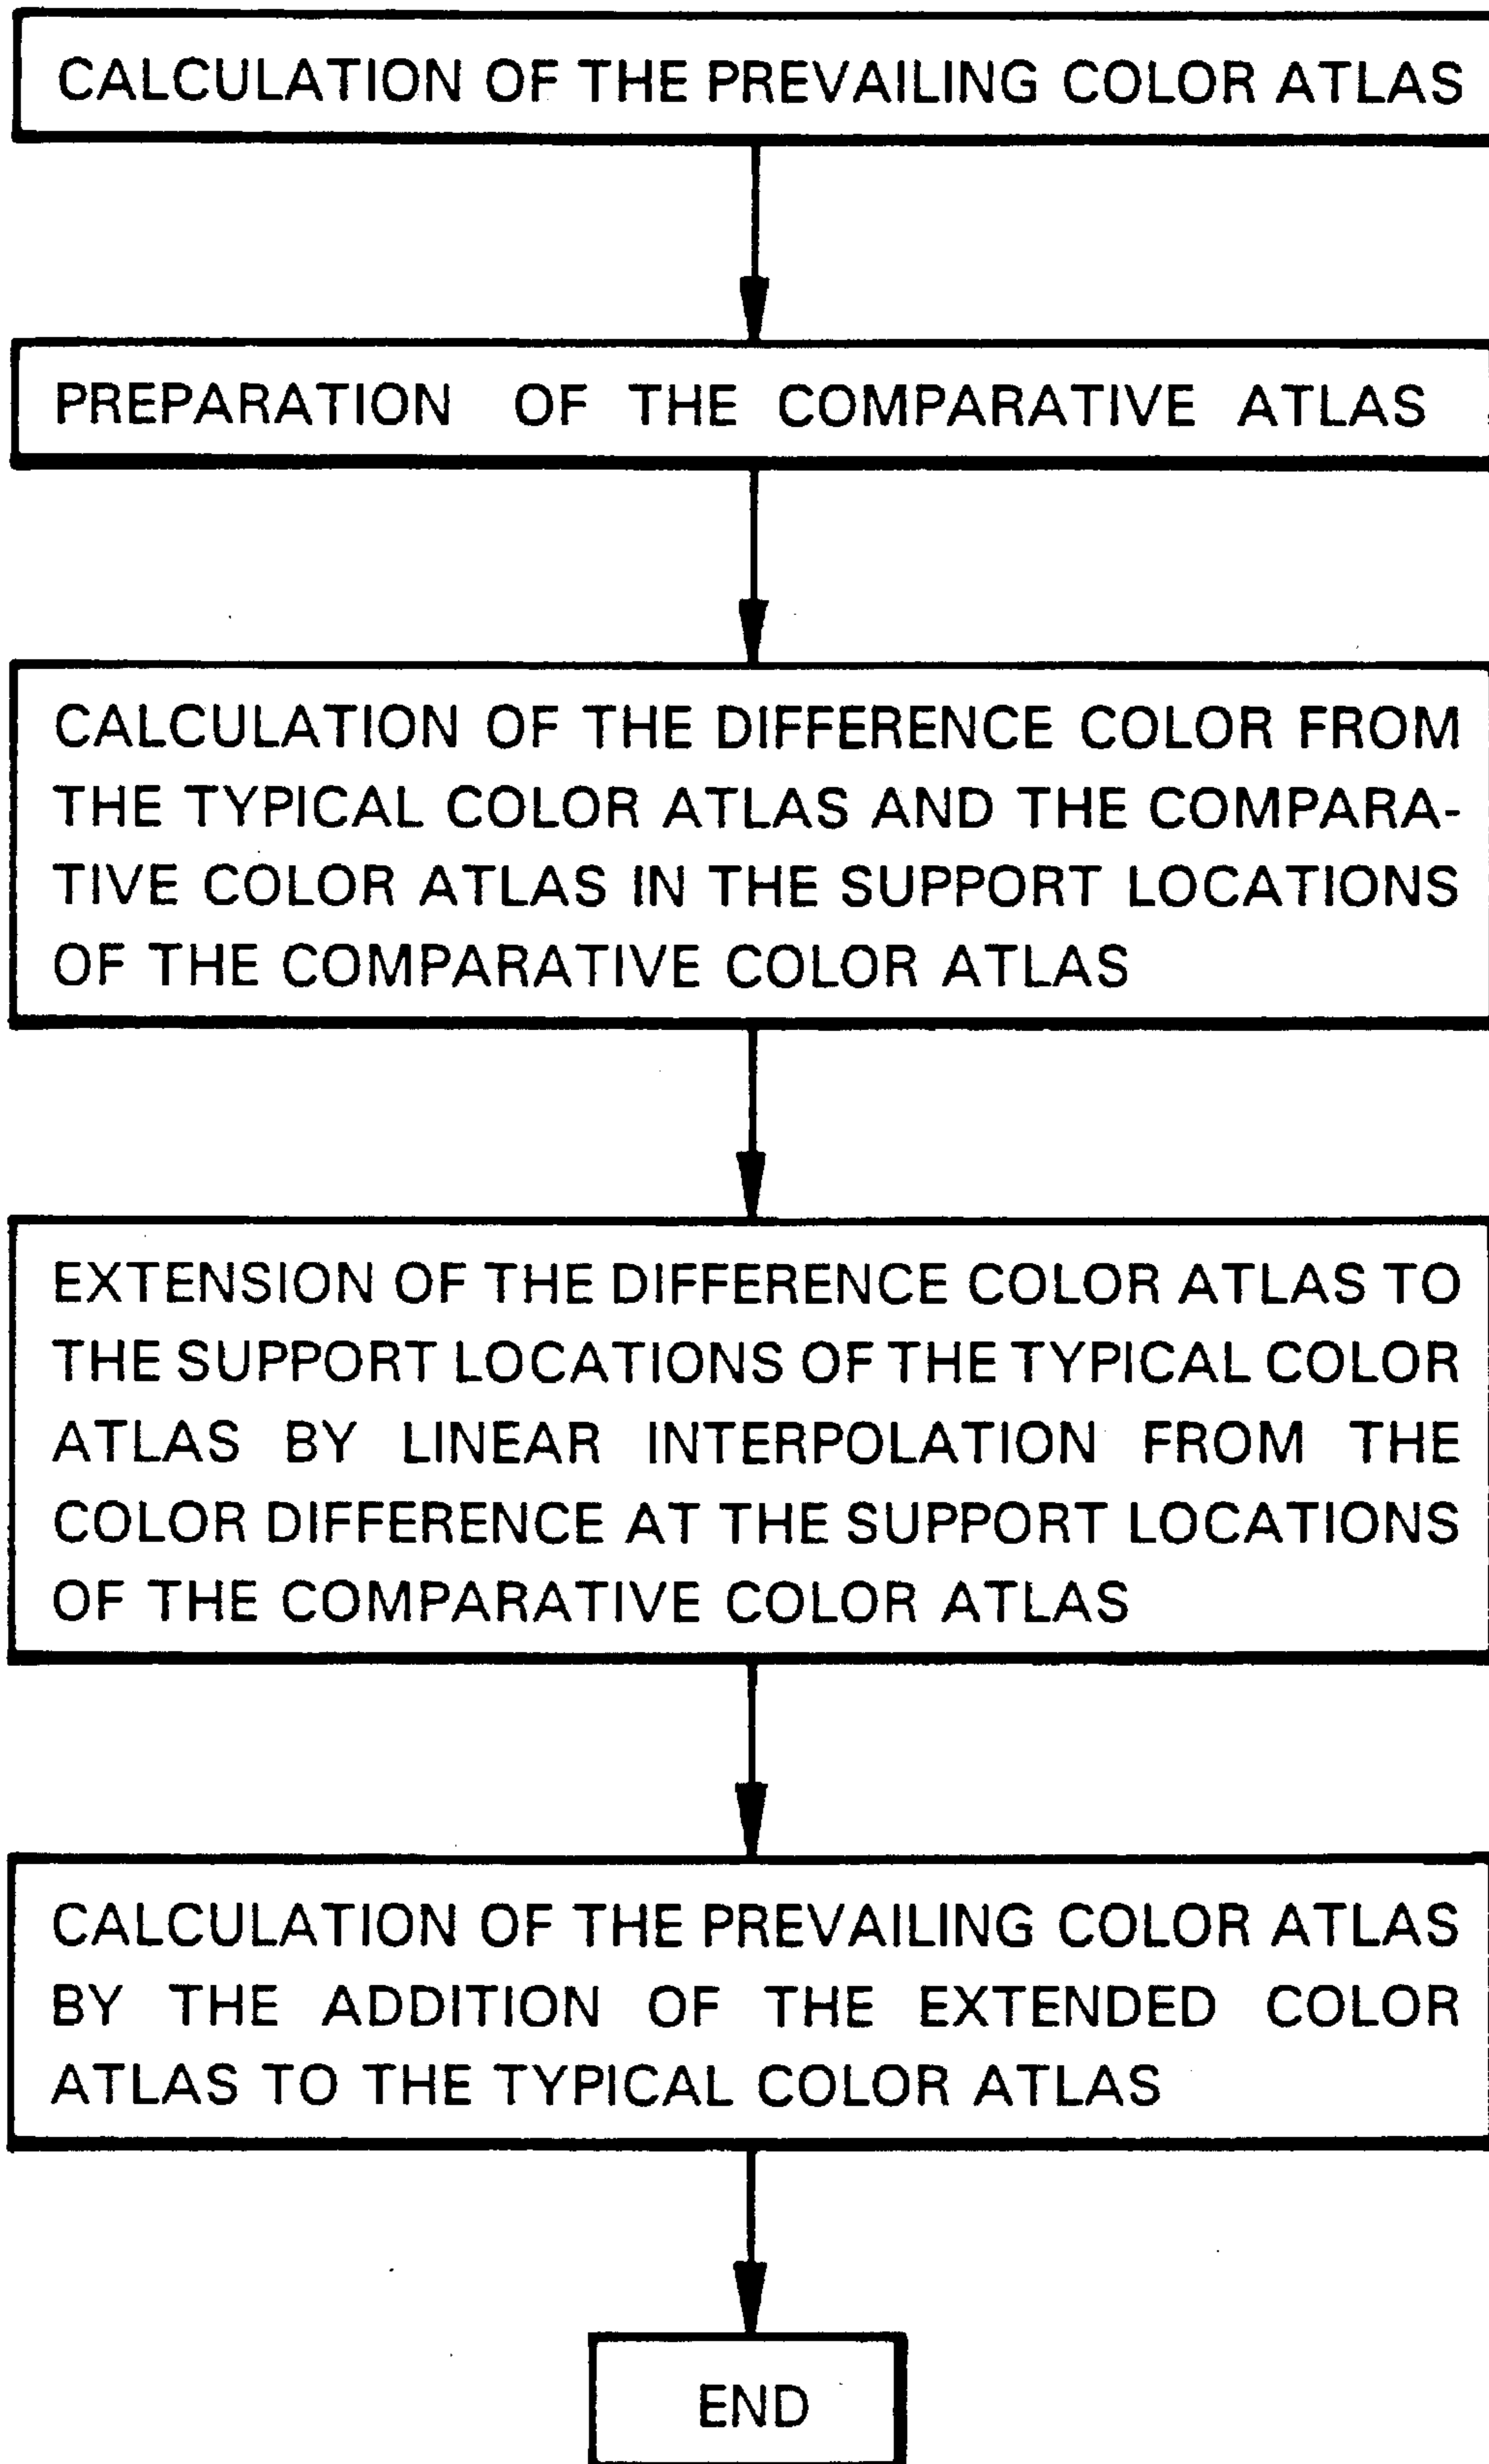 CALCULATION OF THE PREVAILING COLOR ATLAS
PREPARATION OF THE COMPARATIVE ATLAS
CALCULATION OF THE DIFFERENCE COLOR FROM
THE TYPICAL COLOR ATLAS AND THE COMPARA-
TIVE COLOR ATLAS IN THE SUPPORT LOCATIONS
OF THE COMPARATIVE COLOR ATLAS
EXTENSION OF THE DIFFERENCE COLOR ATLAS TO
THE SUPPORT LOCATIONS OF THE TYPICAL COLOR
ATLAS BY LINEAR INTERPOLATION FROM THE
COLOR DIFFERENCE AT THE SUPPORT LOCATIONS
OF THE COMPARATIVE COLOR ATLAS
CALCULATION OF THE PREVAILING COLOR ATLAS
BY THE ADDITION OF THE EXTENDED COLOR
ATLAS TO THE TYPICAL COLOR ATLAS
END